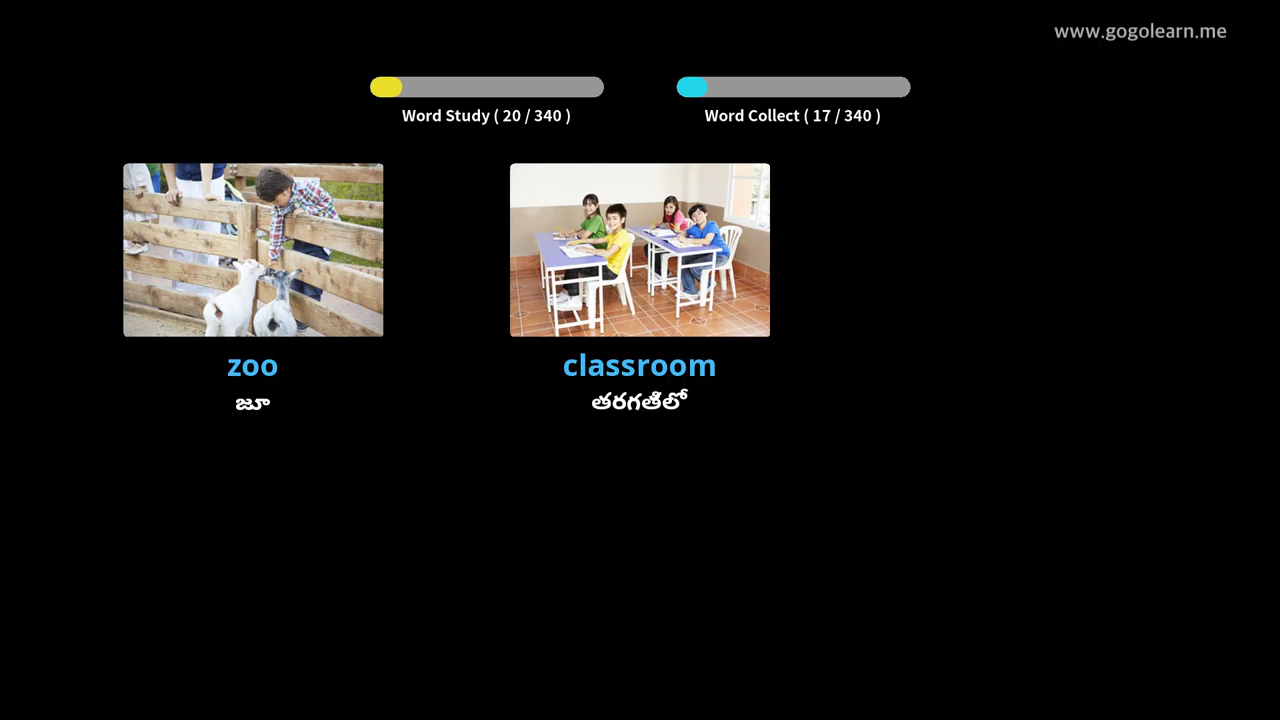 www.gogolearn.me
Word Study ( 20 / 340 )
Word Collect ( 17 / 340 )
zoo
classroom
జూ
తరగతిలో